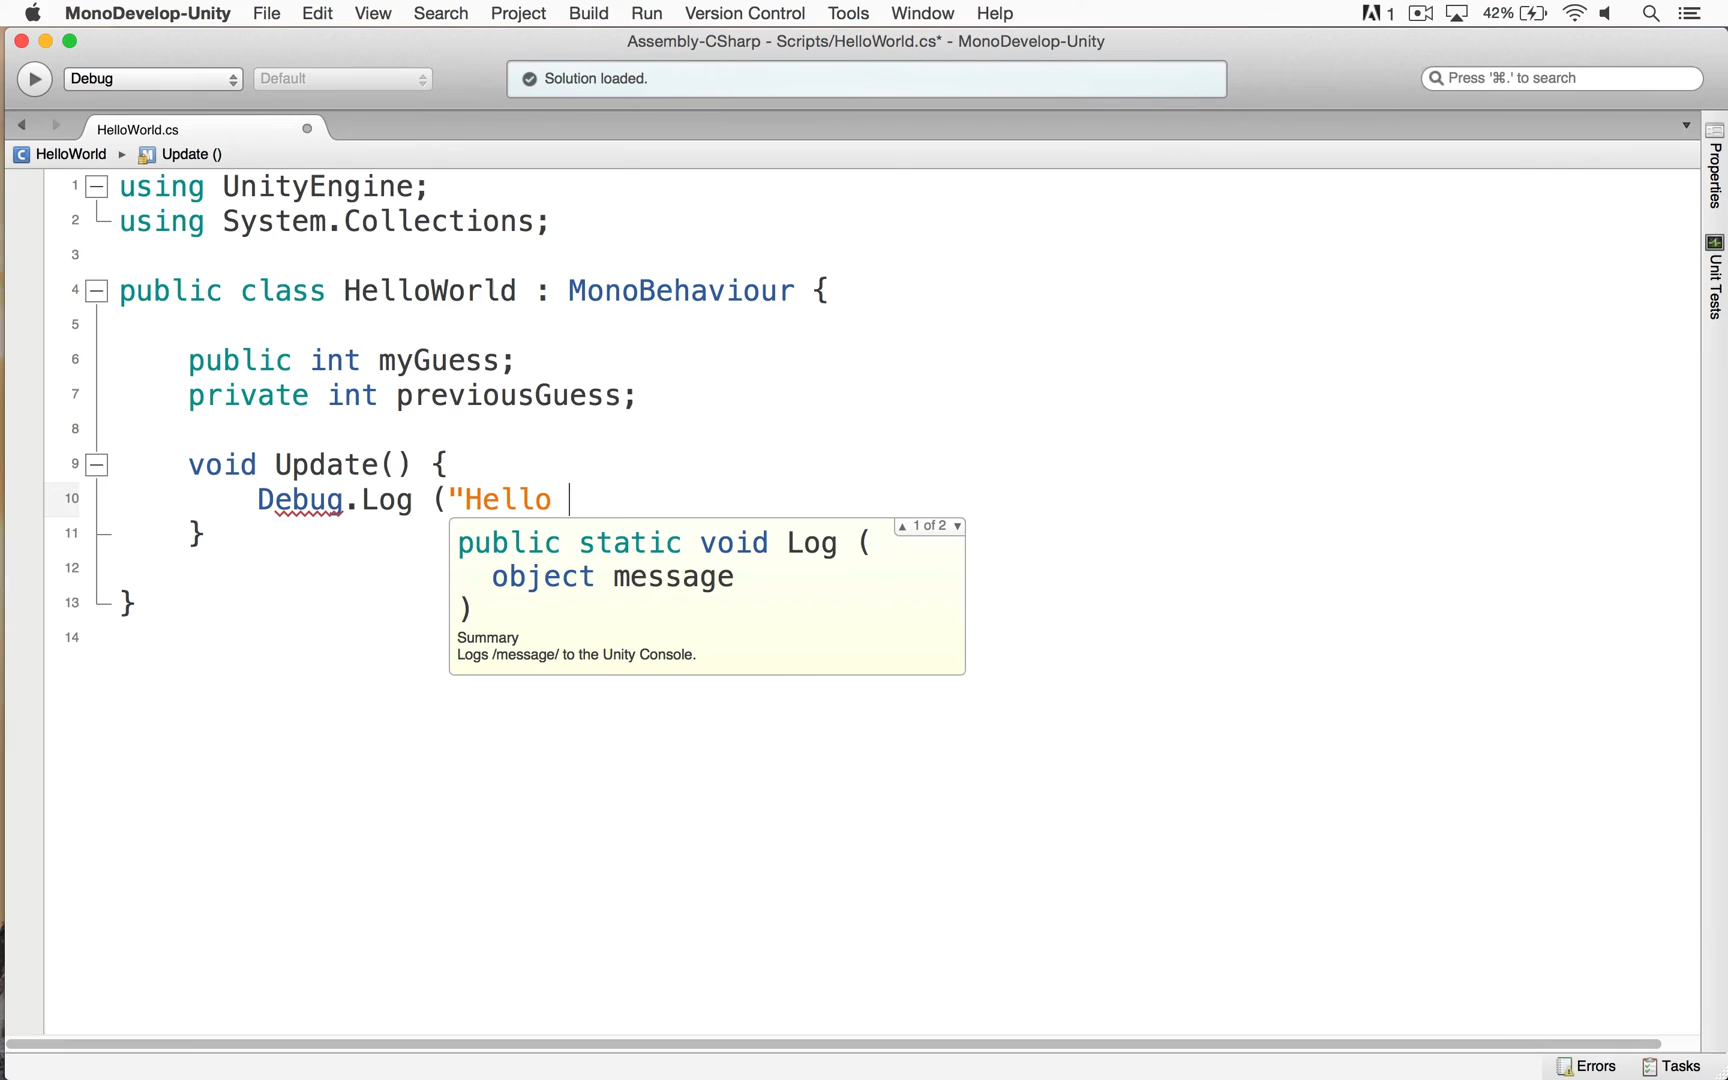 MonoDevelop-Unity File Edit View Search Project Build Run Version Control Tools Window Help 1 42%
Assembly-CSharp - Scripts/HelloWorld.cs* - MonoDevelop-Unity
Debug Default Solution loaded. Press '⌘.' to search
HelloWorld.cs
HelloWorld ▸ Update ()
1 using UnityEngine;
2 using System.Collections;
3
4 public class HelloWorld : MonoBehaviour {
5
6 public int myGuess;
7 private int previousGuess;
8
9 void Update() {
10 Debug.Log ("Hello
11 }
12
13 }
14
▲ 1 of 2 ▼
public static void Log (
object message
)
Summary
Logs /message/ to the Unity Console.
Properties
Unit Tests
Errors Tasks